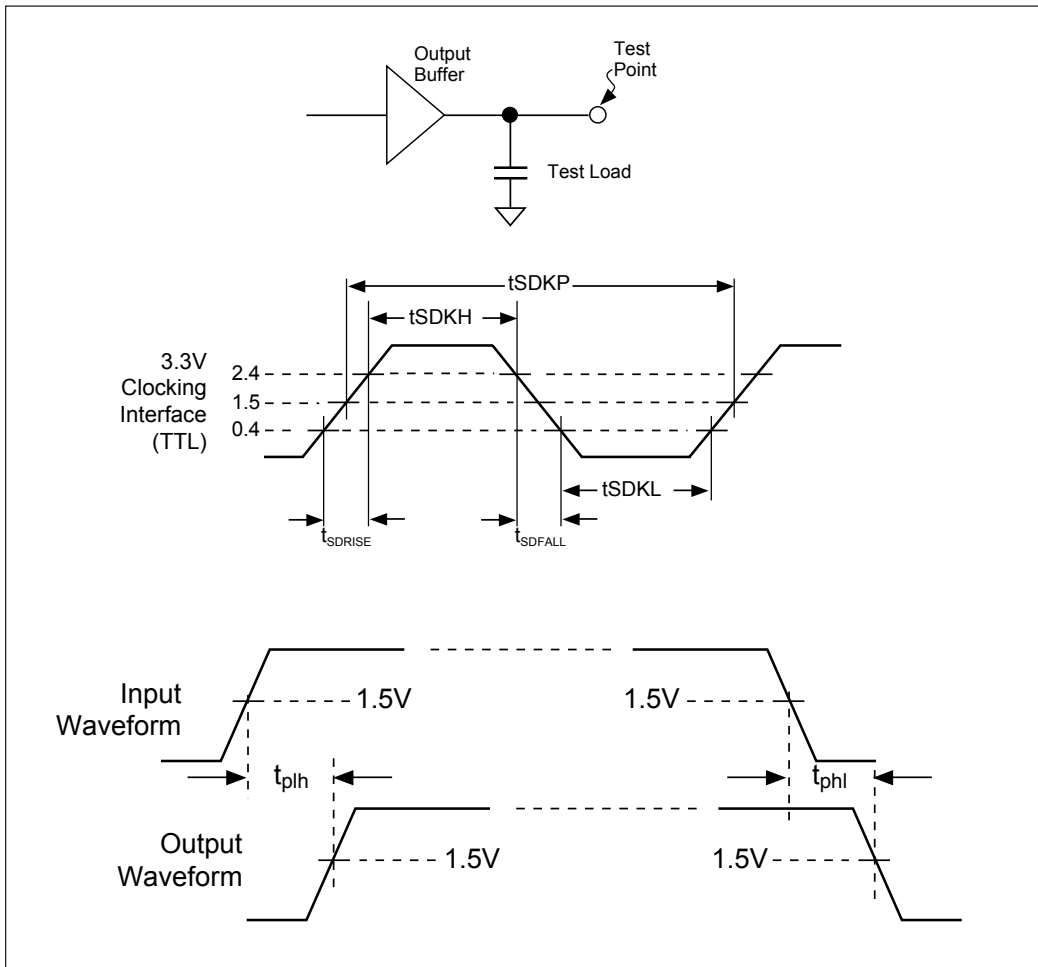 Output
Buffer
Test
Point
Test Load
tSDKP
tSDKH
3.3V
Clocking
Interface
(TTL)
2.4
1.5
0.4
tSDKL
tSDRISE
tSDFALL
Input
Waveform
1.5V
1.5V
tplh
tphl
Output
Waveform
1.5V
1.5V